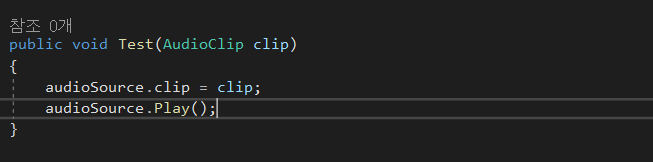 참조 0개
public void Test(AudioClip clip)
{
    audioSource.clip = clip;
    audioSource.Play();
}